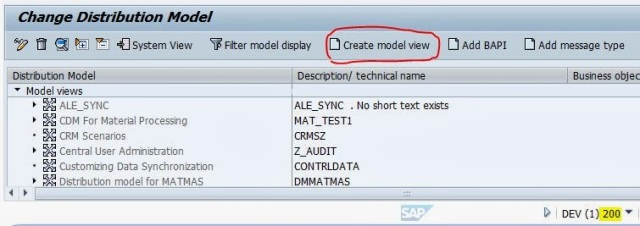 Change Distribution Model
System View Filter model display Create model view Add BAPI Add message type
Distribution Model Description/ technical name Business objec
Model views
ALE_SYNC ALE_SYNC . No short text exists
CDM For Material Processing MAT_TEST1
CRM Scenarios CRMSZ
Central User Administration Z_AUDIT
Customizing Data Synchronization CONTRLDATA
Distribution model for MATMAS DMMATMAS
SAP DEV (1) 200